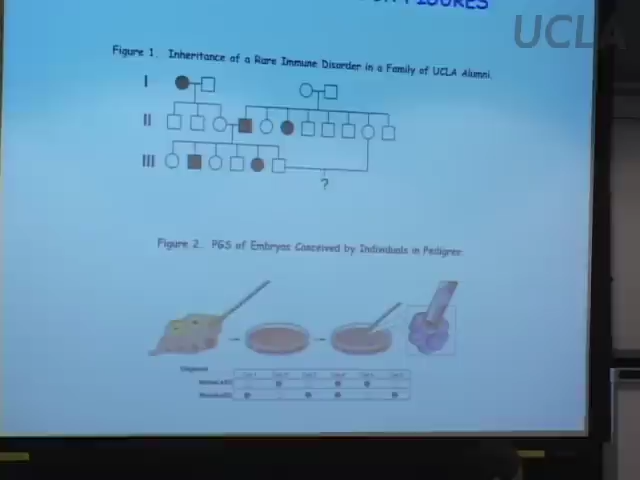 FIGURES
UCLA
Figure 1. Inheritance of a Rare Immune Disorder in a Family of UCLA Alumni.
I
II
III
?
Figure 2. PGS of Embryos Conceived by Individuals in Pedigree